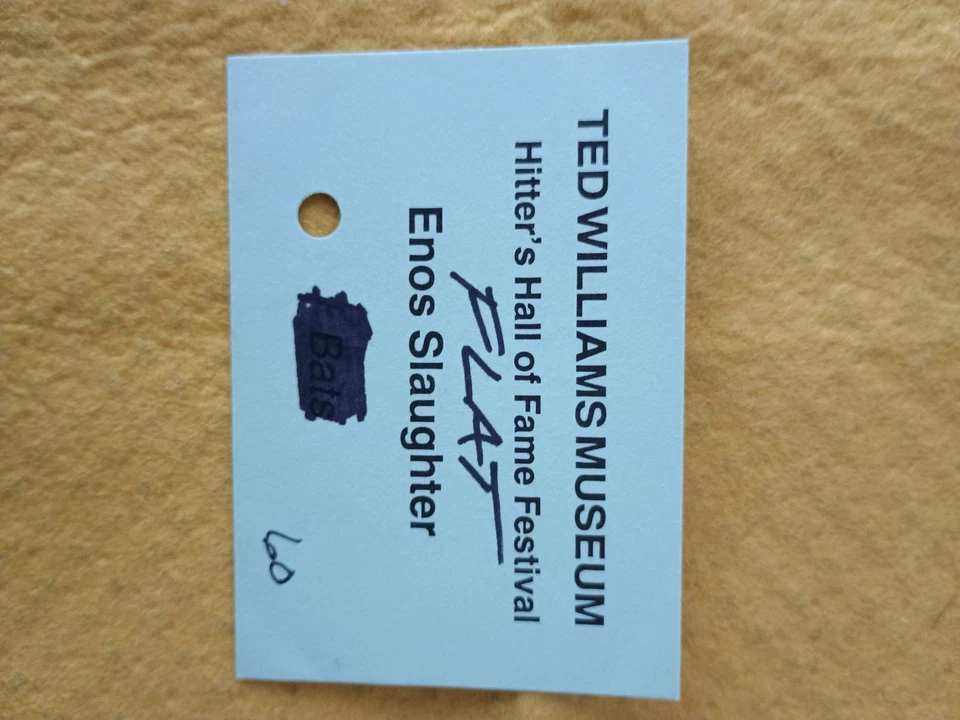 TED WILLIAMS MUSEUM
Hitter's Hall of Fame Festival
FLAT
Enos Slaughter
Bats
60